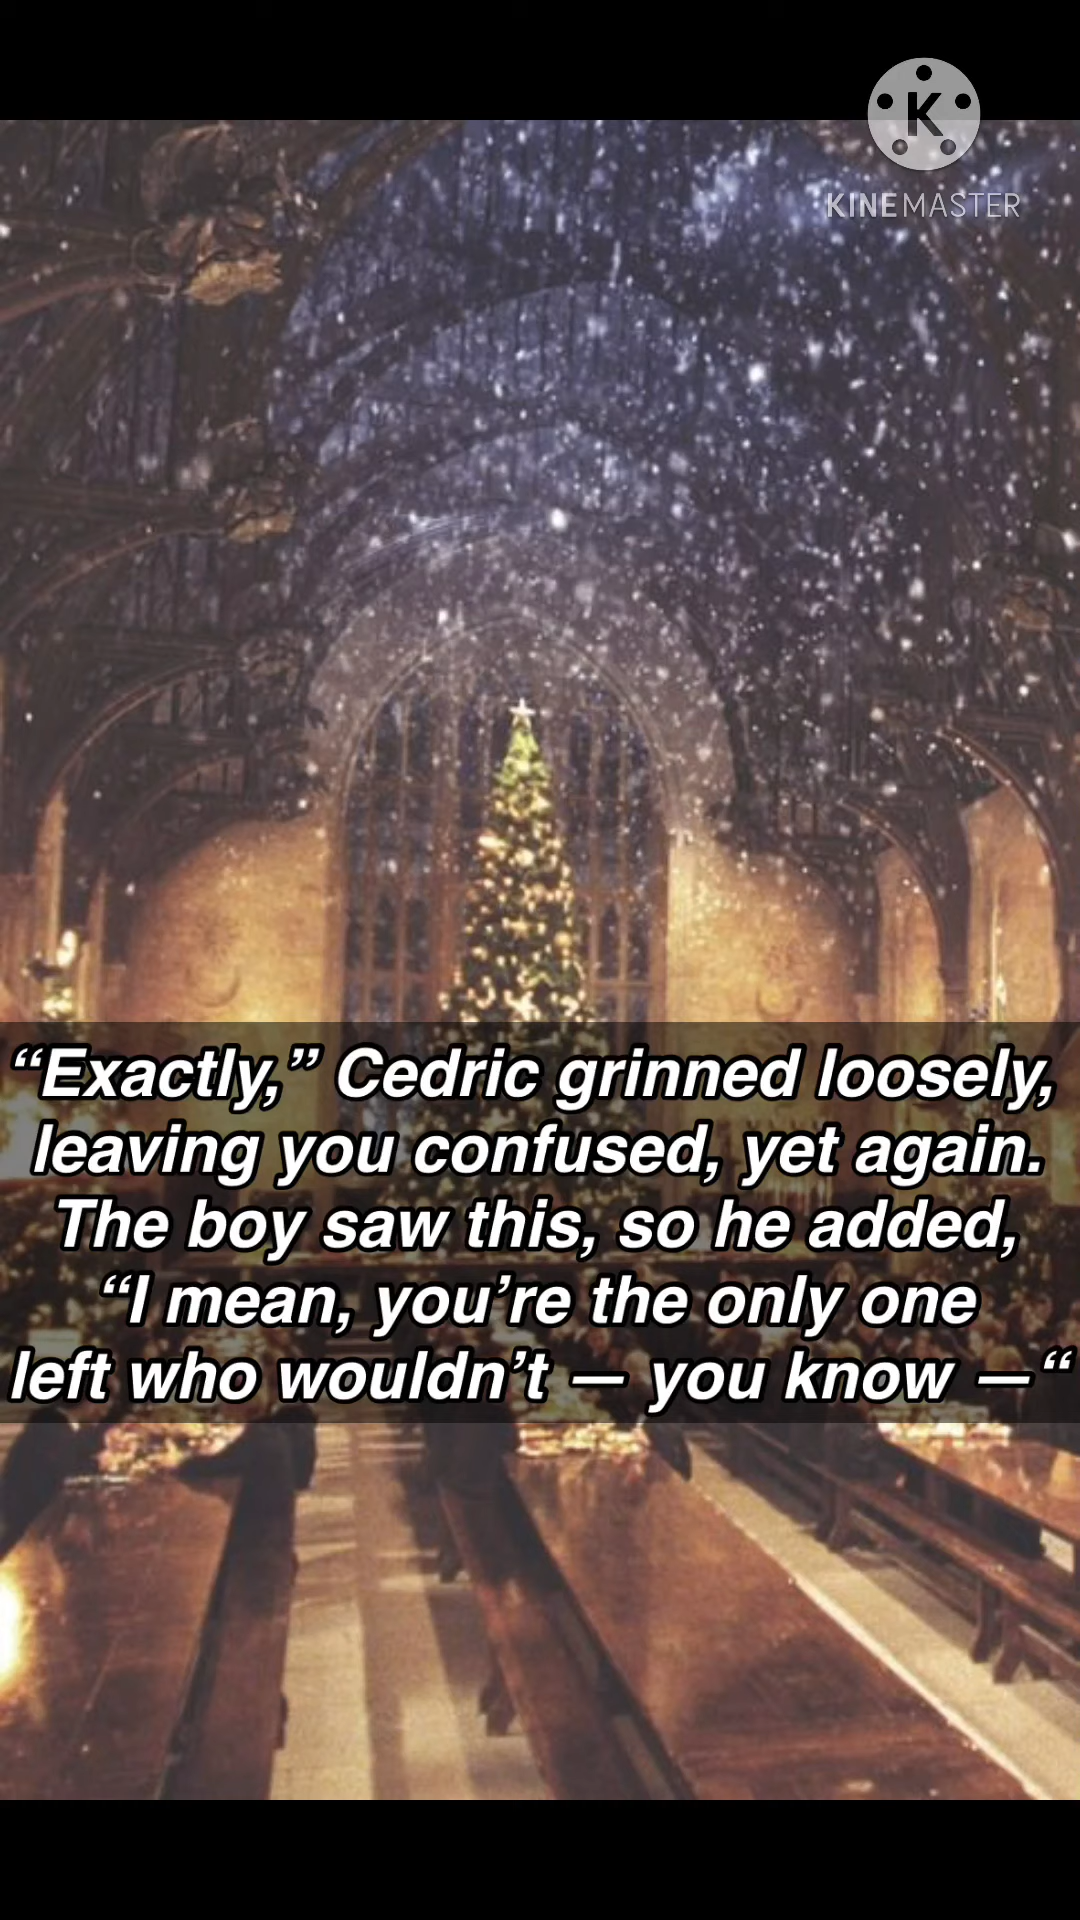 K
KINEMASTER
“Exactly,” Cedric grinned loosely,
leaving you confused, yet again.
The boy saw this, so he added,
“I mean, you’re the only one
left who wouldn’t — you know —“